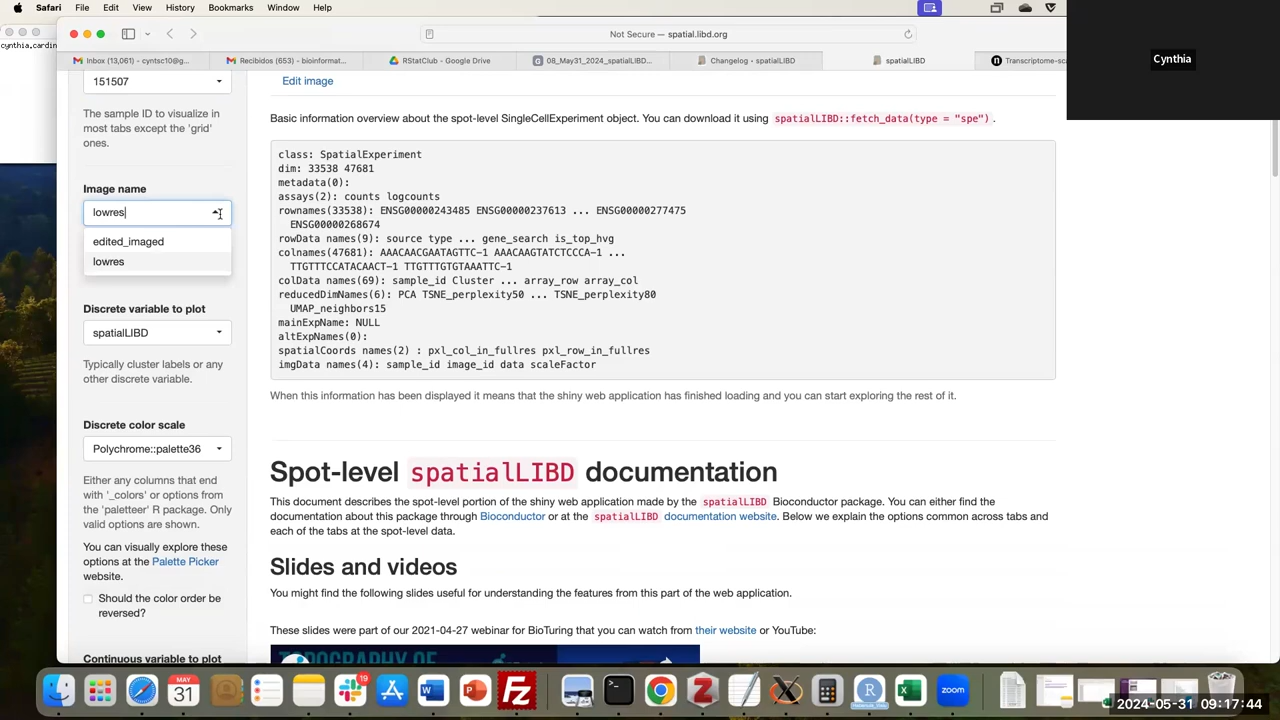 Safari File Edit View History Bookmarks Window Help
Not Secure — spatial.libd.org
cynthia.cardin
Inbox (13,061) - cyntsc10@g...
Recibidos (653) - bioinformat...
RStatClub - Google Drive
08_May31_2024_spatialLIBD...
Changelog • spatialLIBD
spatialLIBD
Transcriptome-sc
Cynthia
151507
The sample ID to visualize in
most tabs except the 'grid'
ones.
Image name
lowres
edited_imaged
lowres
Discrete variable to plot
spatialLIBD
Typically cluster labels or any
other discrete variable.
Discrete color scale
Polychrome::palette36
Either any columns that end
with '_colors' or options from
the 'paletteer' R package. Only
valid options are shown.
You can visually explore these
options at the Palette Picker
website.
Should the color order be
reversed?
Continuous variable to plot
Edit image
Basic information overview about the spot-level SingleCellExperiment object. You can download it using spatialLIBD::fetch_data(type = "spe") .
class: SpatialExperiment
dim: 33538 47681
metadata(0):
assays(2): counts logcounts
rownames(33538): ENSG00000243485 ENSG00000237613 ... ENSG00000277475
ENSG00000268674
rowData names(9): source type ... gene_search is_top_hvg
colnames(47681): AAACAACGAATAGTTC-1 AAACAAGTATCTCCCA-1 ...
TTGTTTCCATACAACT-1 TTGTTTGTGTAAATTC-1
colData names(69): sample_id Cluster ... array_row array_col
reducedDimNames(6): PCA TSNE_perplexity50 ... TSNE_perplexity80
UMAP_neighbors15
mainExpName: NULL
altExpNames(0):
spatialCoords names(2) : pxl_col_in_fullres pxl_row_in_fullres
imgData names(4): sample_id image_id data scaleFactor
When this information has been displayed it means that the shiny web application has finished loading and you can start exploring the rest of it.
Spot-level spatialLIBD documentation
This document describes the spot-level portion of the shiny web application made by the spatialLIBD Bioconductor package. You can either find the
documentation about this package through Bioconductor or at the spatialLIBD documentation website. Below we explain the options common across tabs and
each of the tabs at the spot-level data.
Slides and videos
You might find the following slides useful for understanding the features from this part of the web application.
These slides were part of our 2021-04-27 webinar for BioTuring that you can watch from their website or YouTube:
TOPOGRAPHY OF
MAY
31
19
zoom
2024-05-31 09:17:44